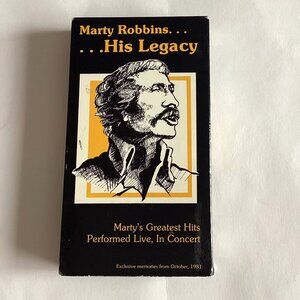 Marty Robbins. . .
. . .His Legacy
Marty's Greatest Hits
Performed Live, In Concert
Exclusive memories from October, 1981